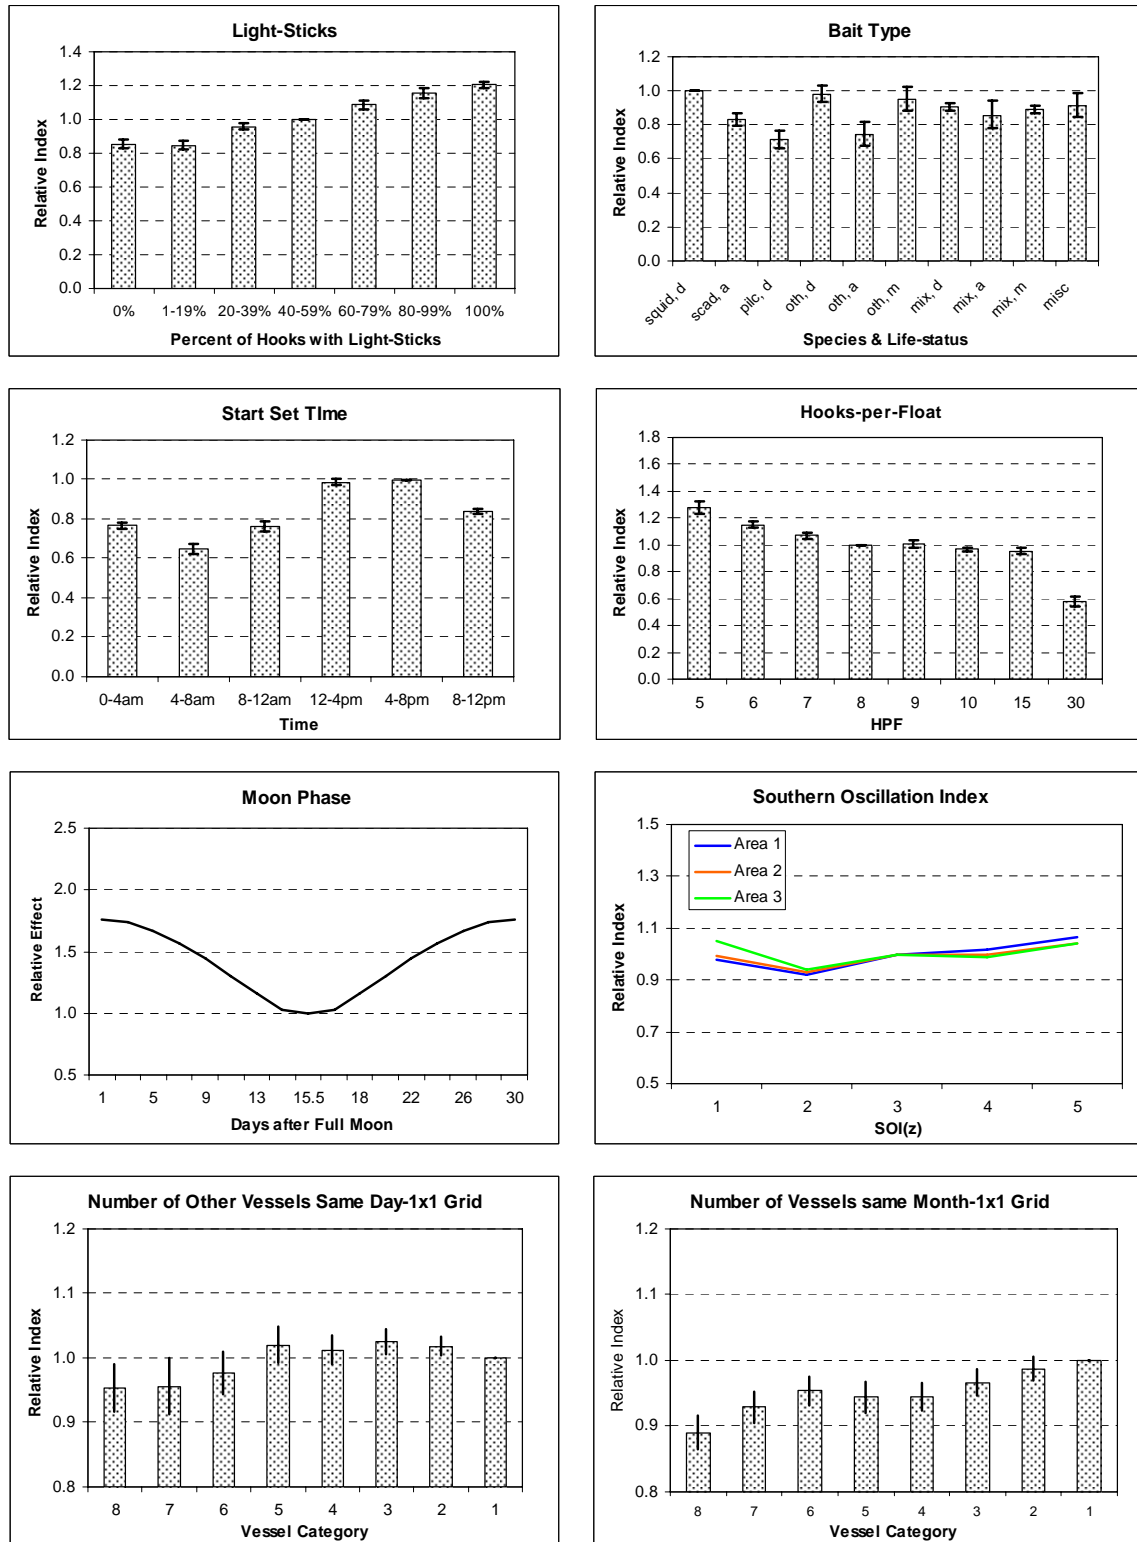 Light-Sticks
1.4
1.2
1.0
0.8
0.6
0.4
0.2
0.0
Relative Index
0% 1-19% 20-39% 40-59% 60-79% 80-99% 100%
Percent of Hooks with Light-Sticks
Bait Type
1.2
1.0
0.8
0.6
0.4
0.2
0.0
Relative Index
squid, d scad, a pilc, d oth, d oth, a oth, m mix, d mix, a mix, m misc
Species & Life-status
Start Set TIme
1.2
1.0
0.8
0.6
0.4
0.2
0.0
Relative Index
0-4am 4-8am 8-12am 12-4pm 4-8pm 8-12pm
Time
Hooks-per-Float
1.8
1.6
1.4
1.2
1.0
0.8
0.6
0.4
0.2
0.0
Relative Index
5 6 7 8 9 10 15 30
HPF
Moon Phase
2.5
2.0
1.5
1.0
0.5
Relative Effect
1 5 9 13 15.5 18 22 26 30
Days after Full Moon
Southern Oscillation Index
1.5
1.3
1.1
0.9
0.7
0.5
Relative Index
Area 1
Area 2
Area 3
1 2 3 4 5
SOI(z)
Number of Other Vessels Same Day-1x1 Grid
1.2
1.1
1.0
0.9
0.8
Relative Index
8 7 6 5 4 3 2 1
Vessel Category
Number of Vessels same Month-1x1 Grid
1.2
1.1
1.0
0.9
0.8
Relative Index
8 7 6 5 4 3 2 1
Vessel Category